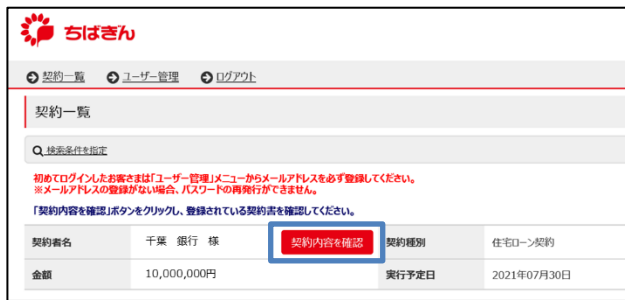 ちばぎん
契約一覧 ユーザー管理 ログアウト
契約一覧
検索条件を指定
初めてログインしたお客さまは「ユーザー管理」メニューからメールアドレスを必ず登録してください。
※メールアドレスの登録がない場合、パスワードの再発行ができません。
「契約内容を確認」ボタンをクリックし、登録されている契約書を確認してください。
契約者名 千葉 銀行 様 契約内容を確認 契約種別 住宅ローン契約
金額 10,000,000円 実行予定日 2021年07月30日